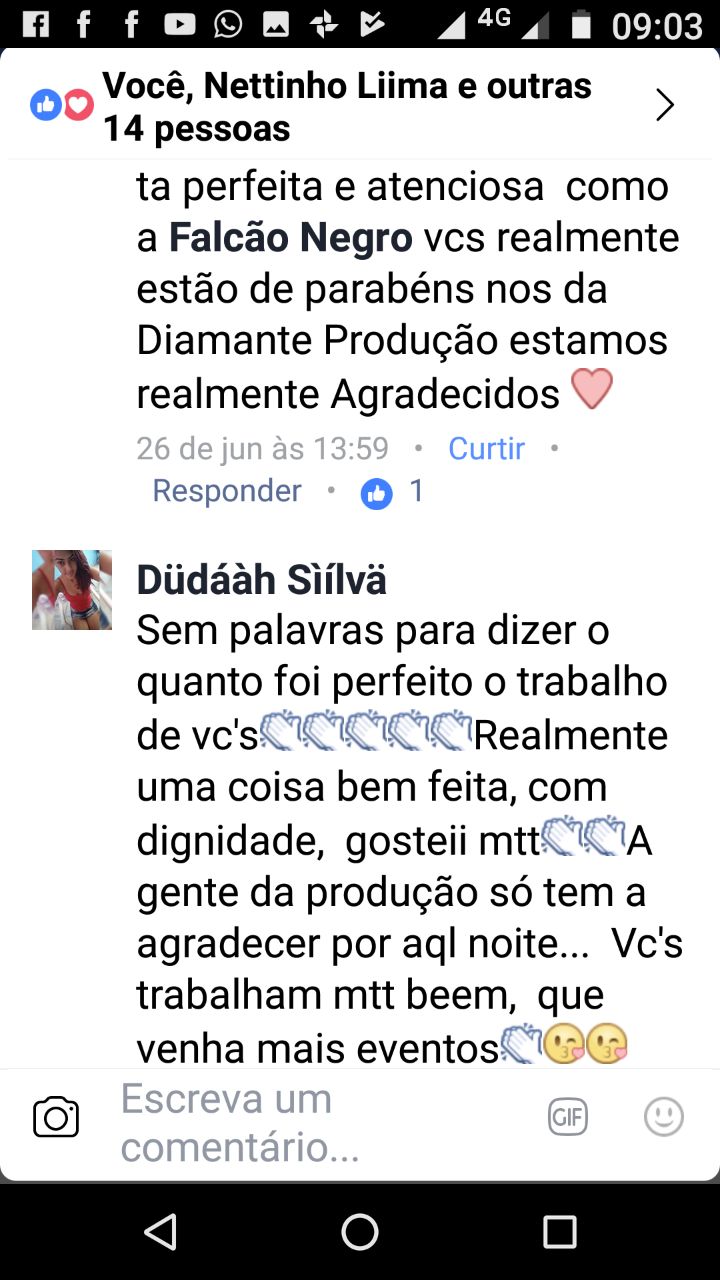 4G 09:03
Você, Nettinho Liima e outras
14 pessoas
ta perfeita e atenciosa  como
a Falcão Negro vcs realmente
estão de parabéns nos da
Diamante Produção estamos
realmente Agradecidos
26 de jun às 13:59 • Curtir •
Responder • 1
Düdáàh Sìílvä
Sem palavras para dizer o
quanto foi perfeito o trabalho
de vc's👏👏👏👏👏Realmente
uma coisa bem feita, com
dignidade,  gosteii mtt👏👏A
gente da produção só tem a
agradecer por aql noite...  Vc's
trabalham mtt beem,  que
venha mais eventos👏😘😘
Escreva um
comentário...
GIF